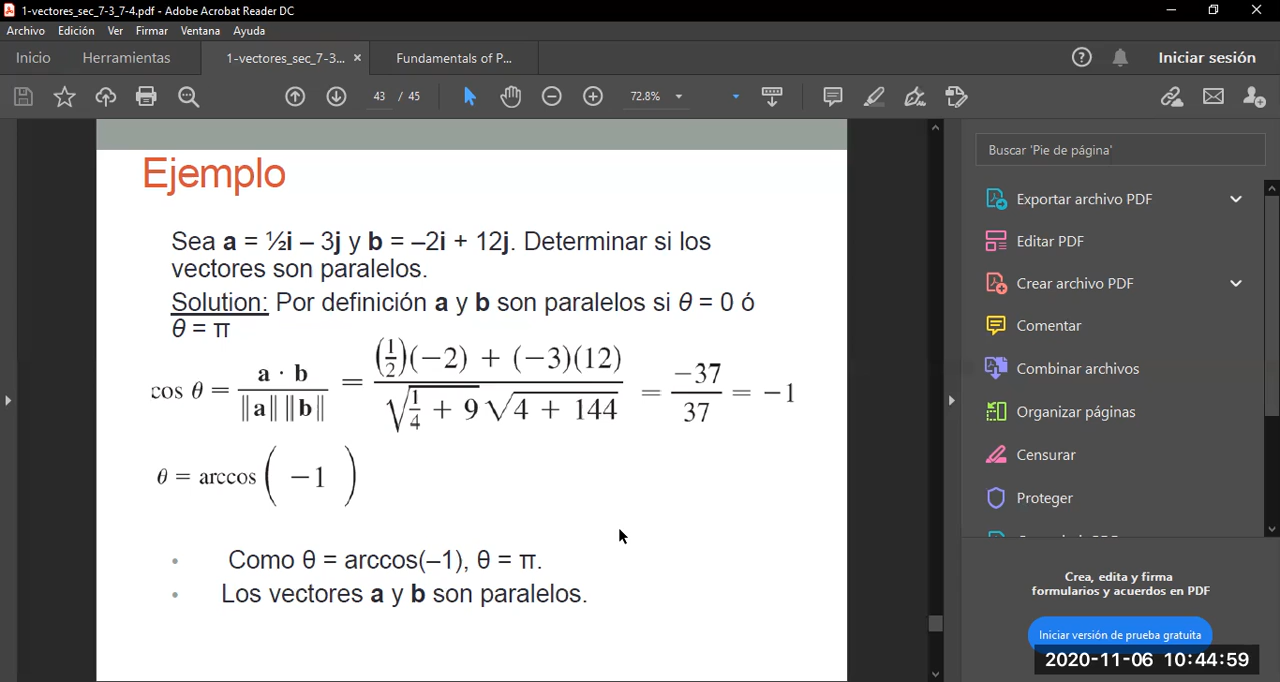 1-vectores_sec_7-3_7-4.pdf - Adobe Acrobat Reader DC
Archivo Edición Ver Firmar Ventana Ayuda
Inicio Herramientas 1-vectores_sec_7-3... × Fundamentals of P... Iniciar sesión
43 / 45 72.8%
Ejemplo
Sea a = ½i – 3j y b = –2i + 12j. Determinar si los
vectores son paralelos.
Solution: Por definición a y b son paralelos si θ = 0 ó
θ = π
cos θ = a · b / ‖a‖ ‖b‖ = (1/2)(−2) + (−3)(12) / √1/4 + 9 √4 + 144 = −37 / 37 = −1
θ = arccos ( −1 )
• Como θ = arccos(–1), θ = π.
• Los vectores a y b son paralelos.
Buscar 'Pie de página'
Exportar archivo PDF
Editar PDF
Crear archivo PDF
Comentar
Combinar archivos
Organizar páginas
Censurar
Proteger
Crea, edita y firma
formularios y acuerdos en PDF
Iniciar versión de prueba gratuita
2020-11-06 10:44:59